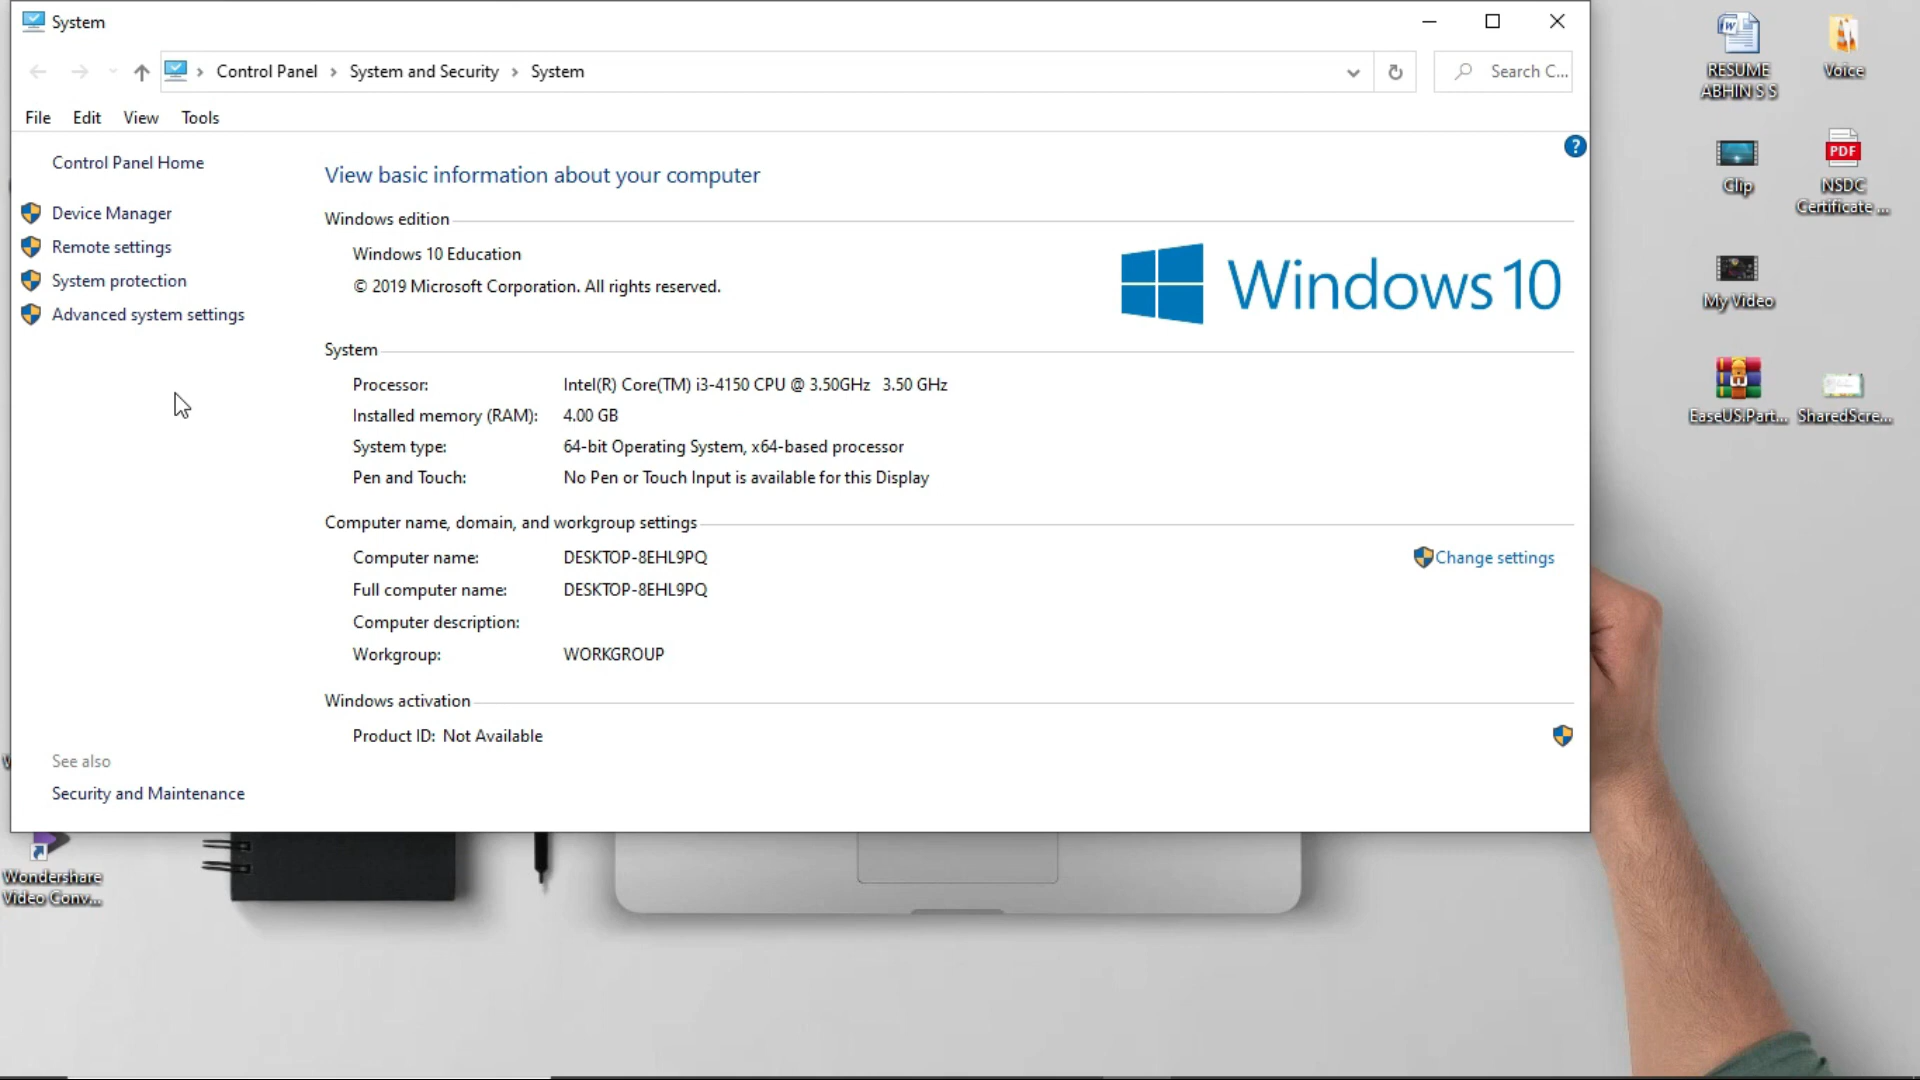 System
Control Panel > System and Security > System
Search C...
File Edit View Tools
Control Panel Home
Device Manager
Remote settings
System protection
Advanced system settings
See also
Security and Maintenance
?
View basic information about your computer
Windows edition
Windows 10 Education
© 2019 Microsoft Corporation. All rights reserved.
Windows 10
System
Processor: Intel(R) Core(TM) i3-4150 CPU @ 3.50GHz 3.50 GHz
Installed memory (RAM): 4.00 GB
System type: 64-bit Operating System, x64-based processor
Pen and Touch: No Pen or Touch Input is available for this Display
Computer name, domain, and workgroup settings
Computer name: DESKTOP-8EHL9PQ
Change settings
Full computer name: DESKTOP-8EHL9PQ
Computer description:
Workgroup: WORKGROUP
Windows activation
Product ID: Not Available
RESUME
ABHIN S S
Voice
Clip
PDF
NSDC
Certificate ...
My Video
EaseUS.Part...
SharedScre...
Wondershare
Video Conv...